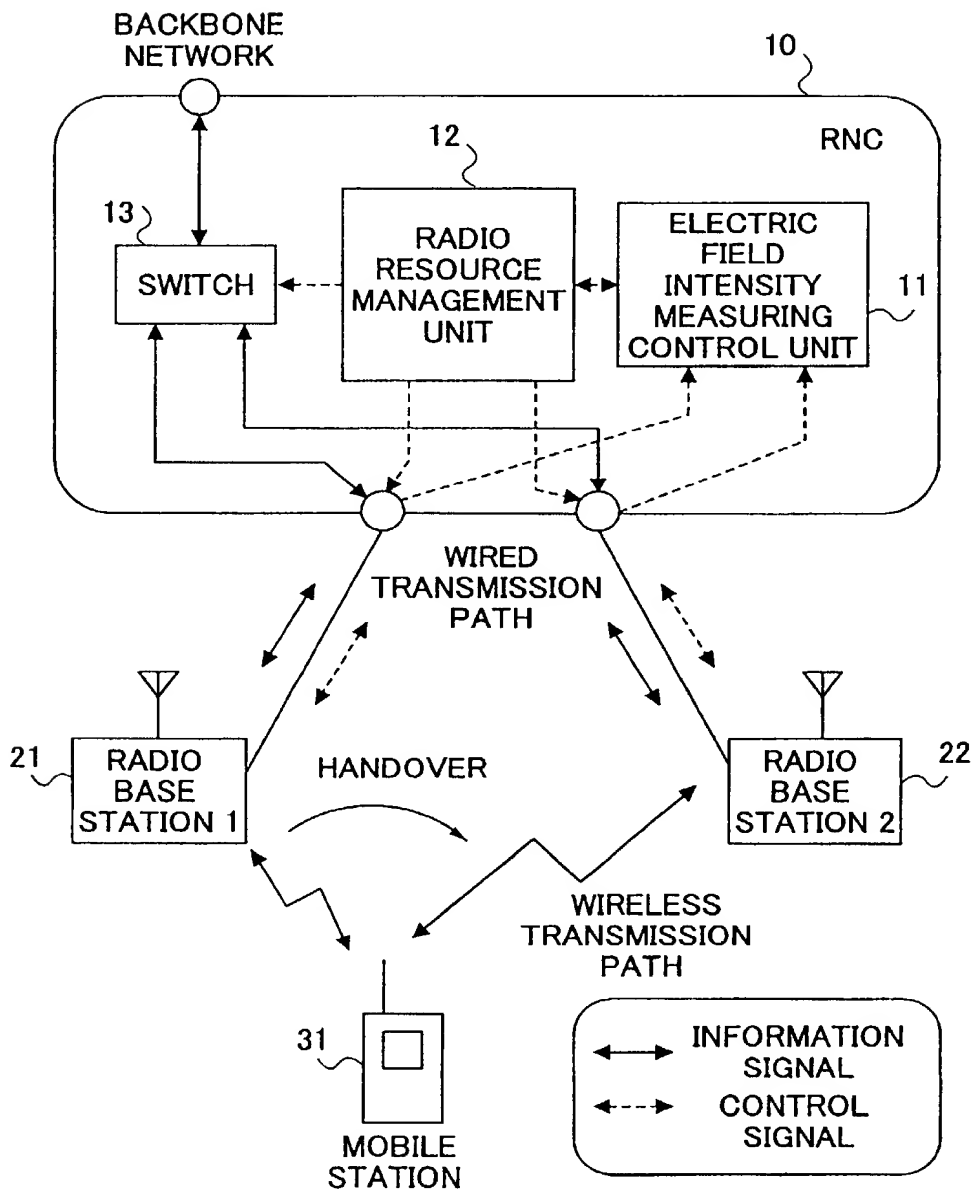 BACKBONE
NETWORK
10
RNC
12
13
SWITCH
RADIO
RESOURCE
MANAGEMENT
UNIT
ELECTRIC
FIELD
INTENSITY
MEASURING
CONTROL UNIT
11
WIRED
TRANSMISSION
PATH
21
RADIO
BASE
STATION 1
HANDOVER
RADIO
BASE
STATION 2
22
WIRELESS
TRANSMISSION
PATH
31
MOBILE
STATION
INFORMATION
SIGNAL
CONTROL
SIGNAL